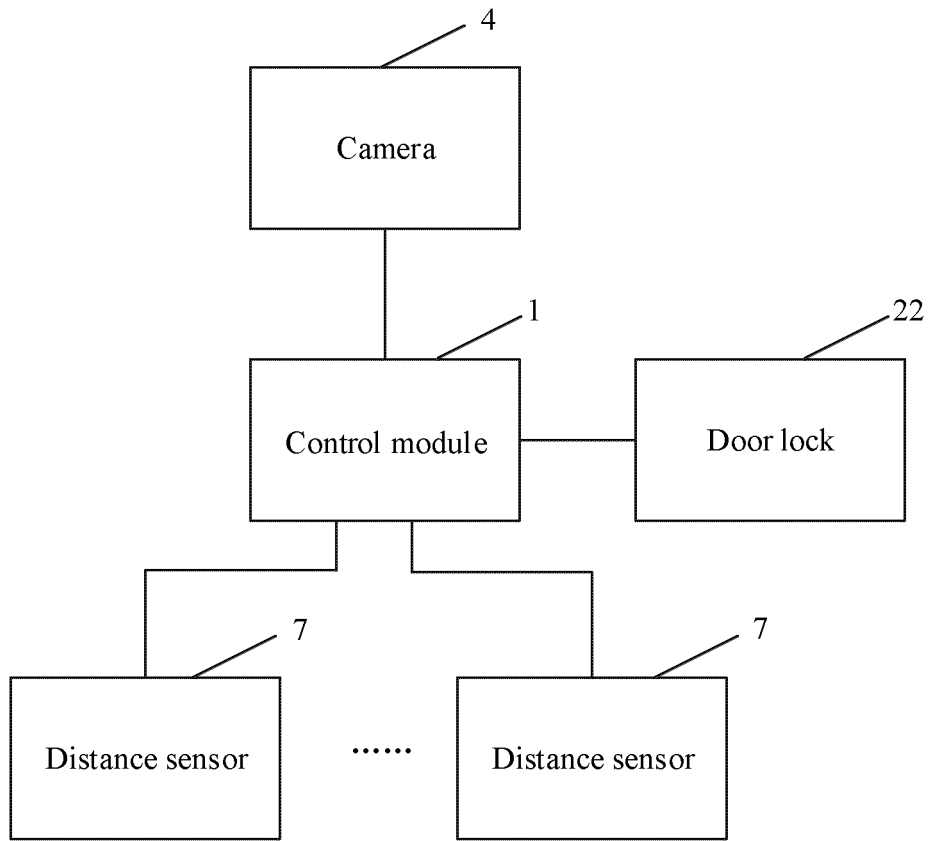 4
Camera
1
22
Control module
Door lock
7
7
Distance sensor
......
Distance sensor